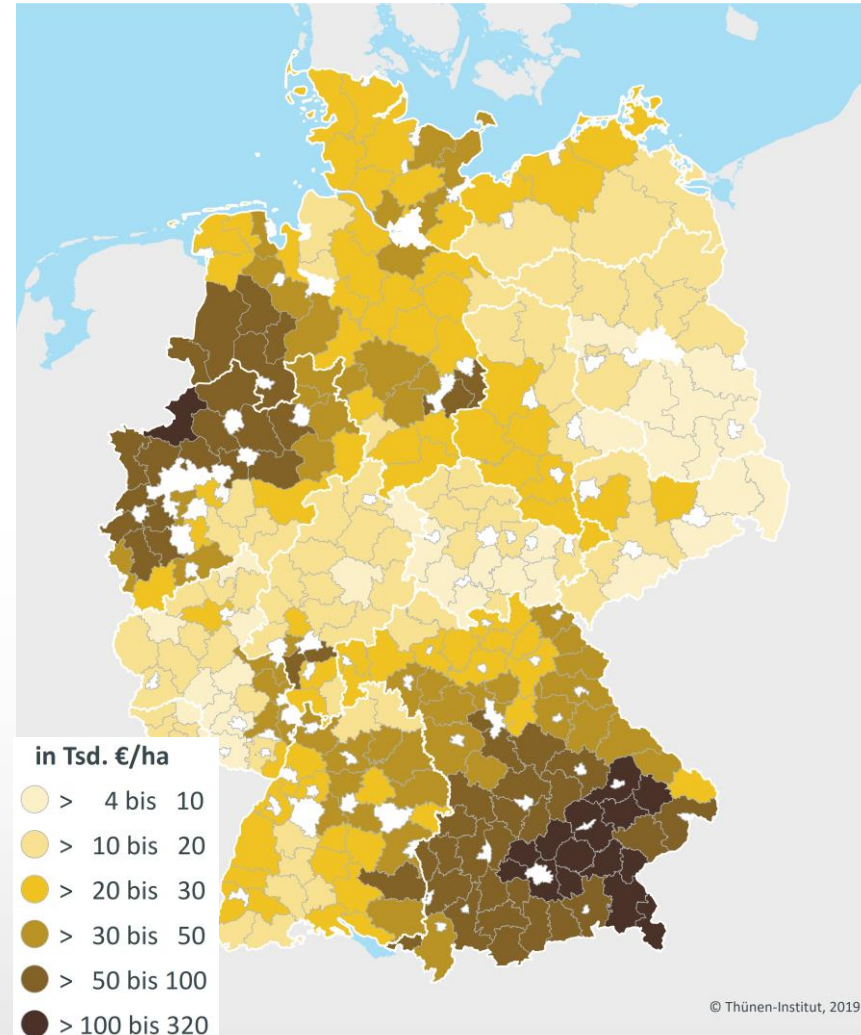 in Tsd. €/ha
> 4 bis 10
> 10 bis 20
> 20 bis 30
> 30 bis 50
> 50 bis 100
> 100 bis 320
© Thünen-Institut, 2019